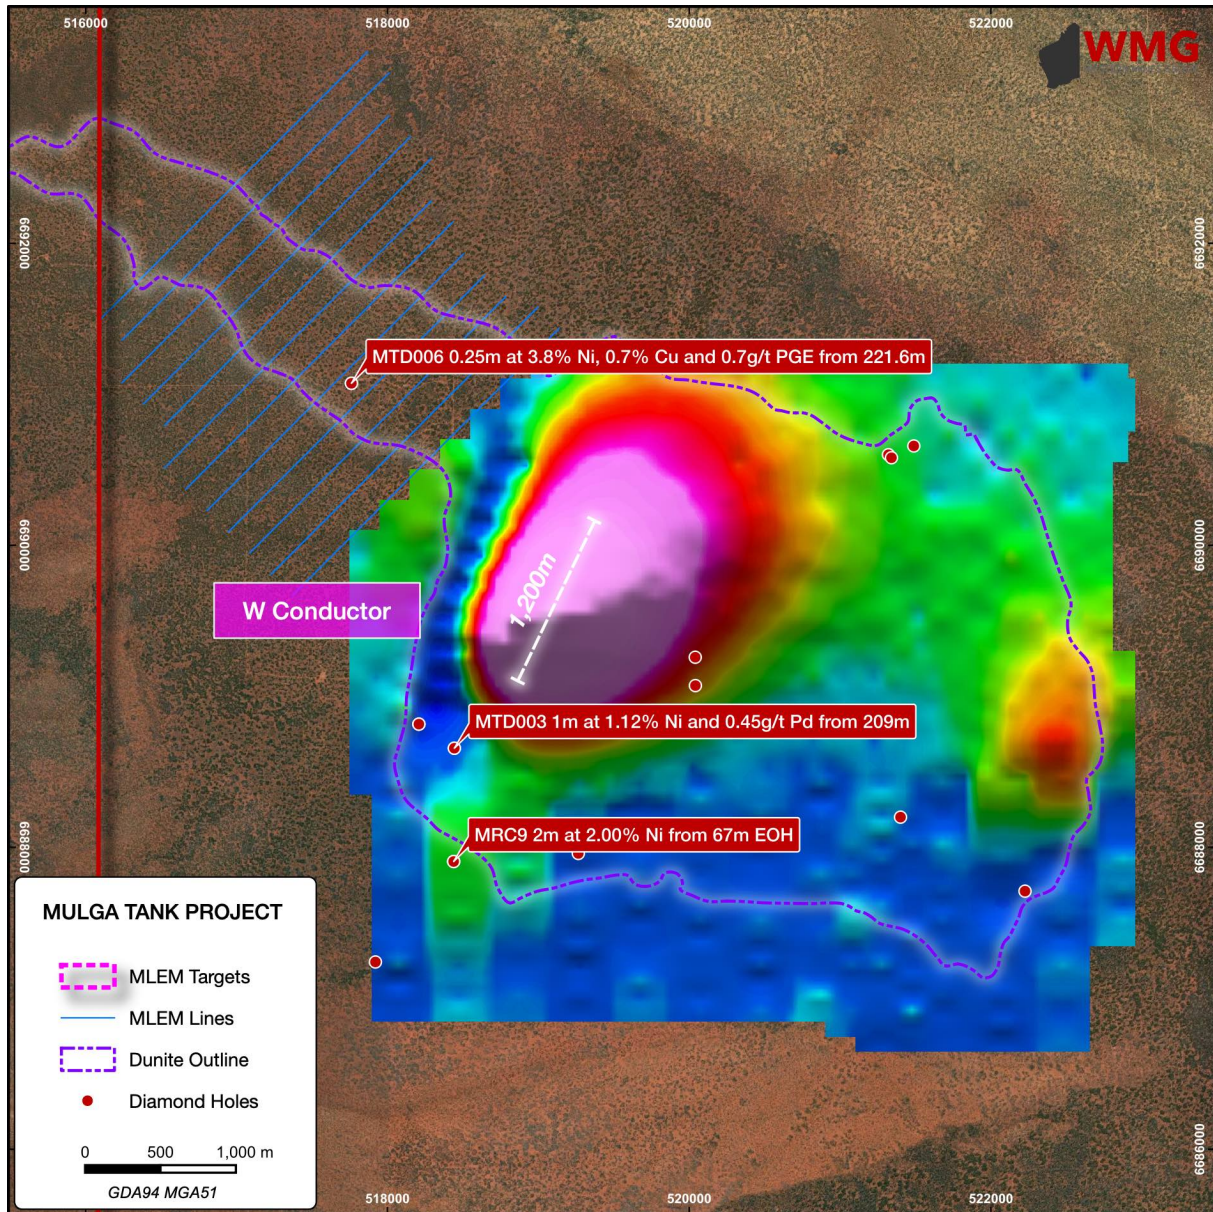 516000
518000
520000
522000
WMG
6692000
6692000
MTD006 0.25m at 3.8% Ni, 0.7% Cu and 0.7g/t PGE from 221.6m
6690000
6690000
1,200m
W Conductor
MTD003 1m at 1.12% Ni and 0.45g/t Pd from 209m
MRC9 2m at 2.00% Ni from 67m EOH
6688000
6688000
MULGA TANK PROJECT
MLEM Targets
MLEM Lines
Dunite Outline
Diamond Holes
0 500 1,000 m
GDA94 MGA51
6686000
518000
520000
522000